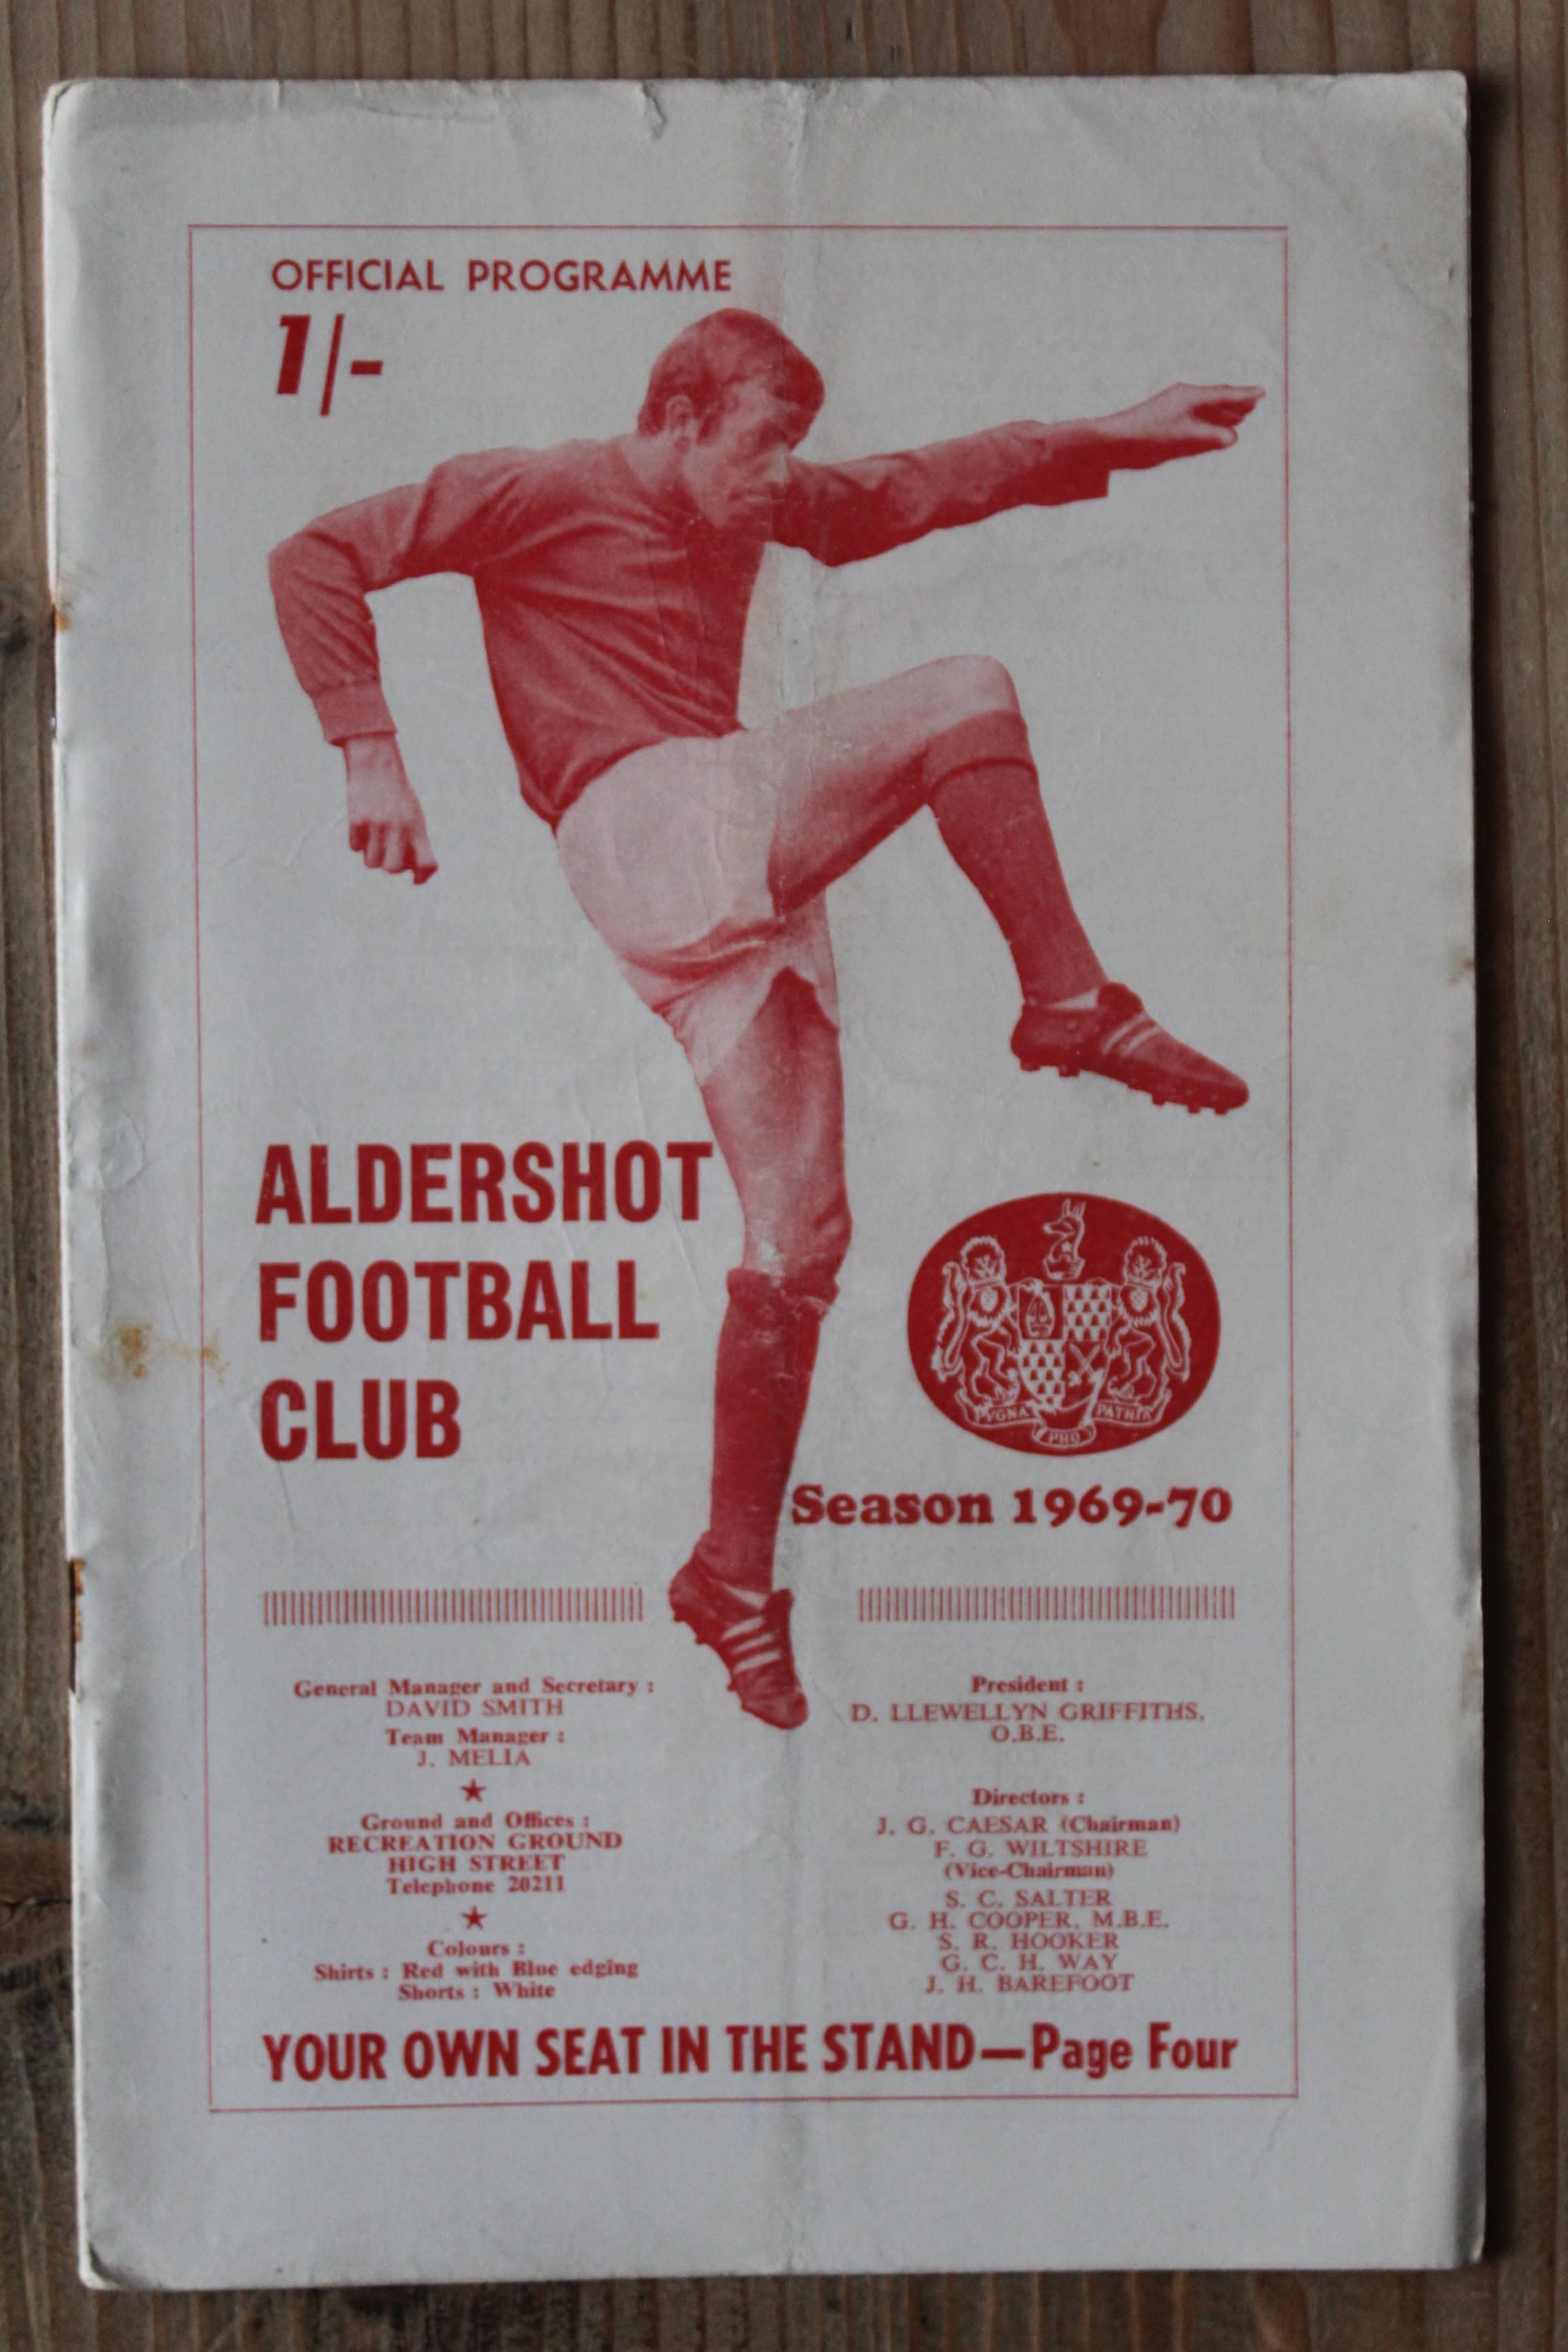 OFFICIAL PROGRAMME
1/-
ALDERSHOT
FOOTBALL
CLUB
PVGNA PRO PATRIA
Season 1969-70
General Manager and Secretary :
DAVID SMITH
Team Manager :
J. MELIA
Ground and Offices :
RECREATION GROUND
HIGH STREET
Telephone 20211
Colours :
Shirts : Red with Blue edging
Shorts : White
President :
D. LLEWELLYN GRIFFITHS,
O.B.E.
Directors :
J. G. CAESAR (Chairman)
F. G. WILTSHIRE
(Vice-Chairman)
S. C. SALTER
G. H. COOPER, M.B.E.
S. R. HOOKER
G. C. H. WAY
J. H. BAREFOOT
YOUR OWN SEAT IN THE STAND—Page Four